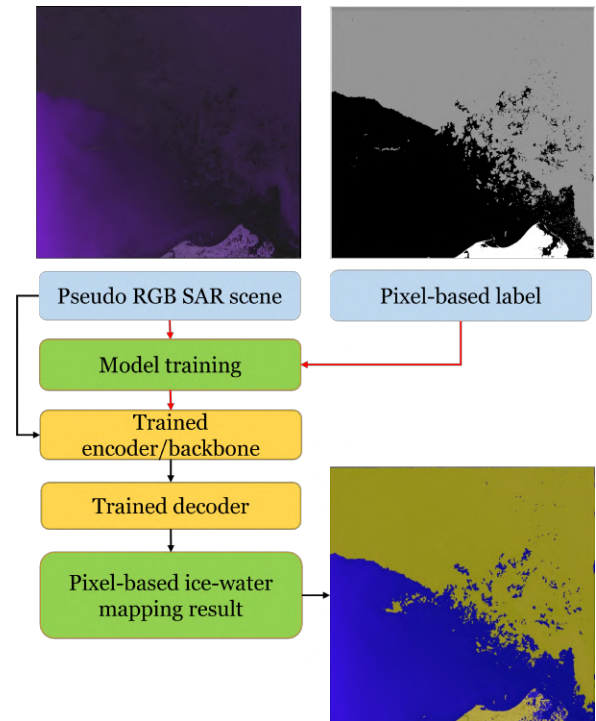 Pseudo RGB SAR scene
Pixel-based label
Model training
Trained
encoder/backbone
Trained decoder
Pixel-based ice-water
mapping result